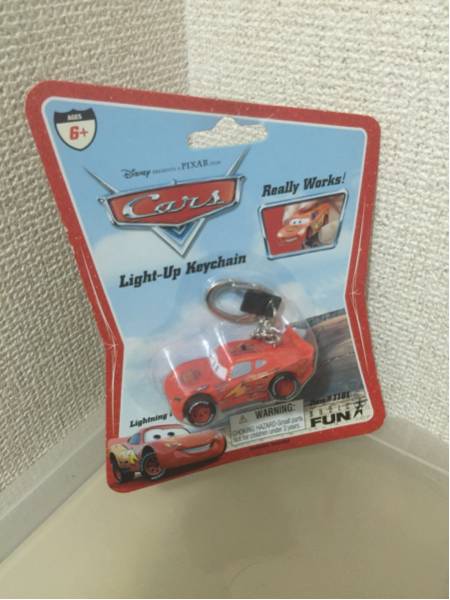 AGES
6+
Disney PRESENTS A PIXAR FILM
Cars
Really Works!
Light-Up Keychain
Lightning
WARNING:
CHOKING HAZARD-Small parts
Not for children under 3 years.
BASIC
FUN